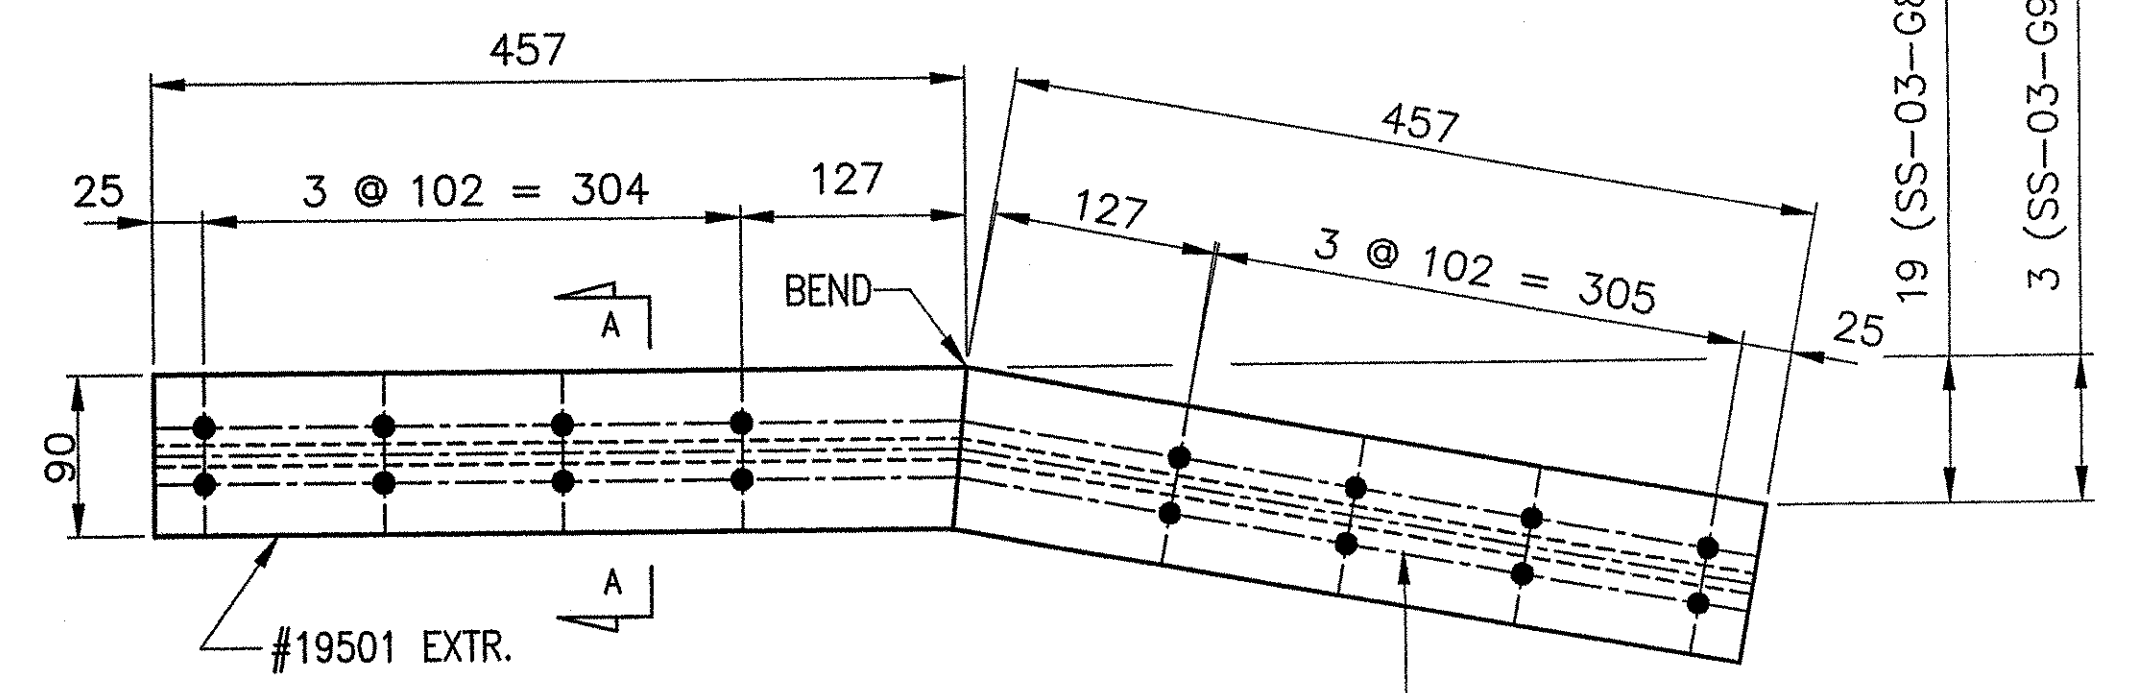 457
457
25
3 @ 102 = 304
127
127
3 @ 102 = 305
25
A
BEND
90
A
#19501 EXTR.
19 (SS-03-G8
3 (SS-03-G9